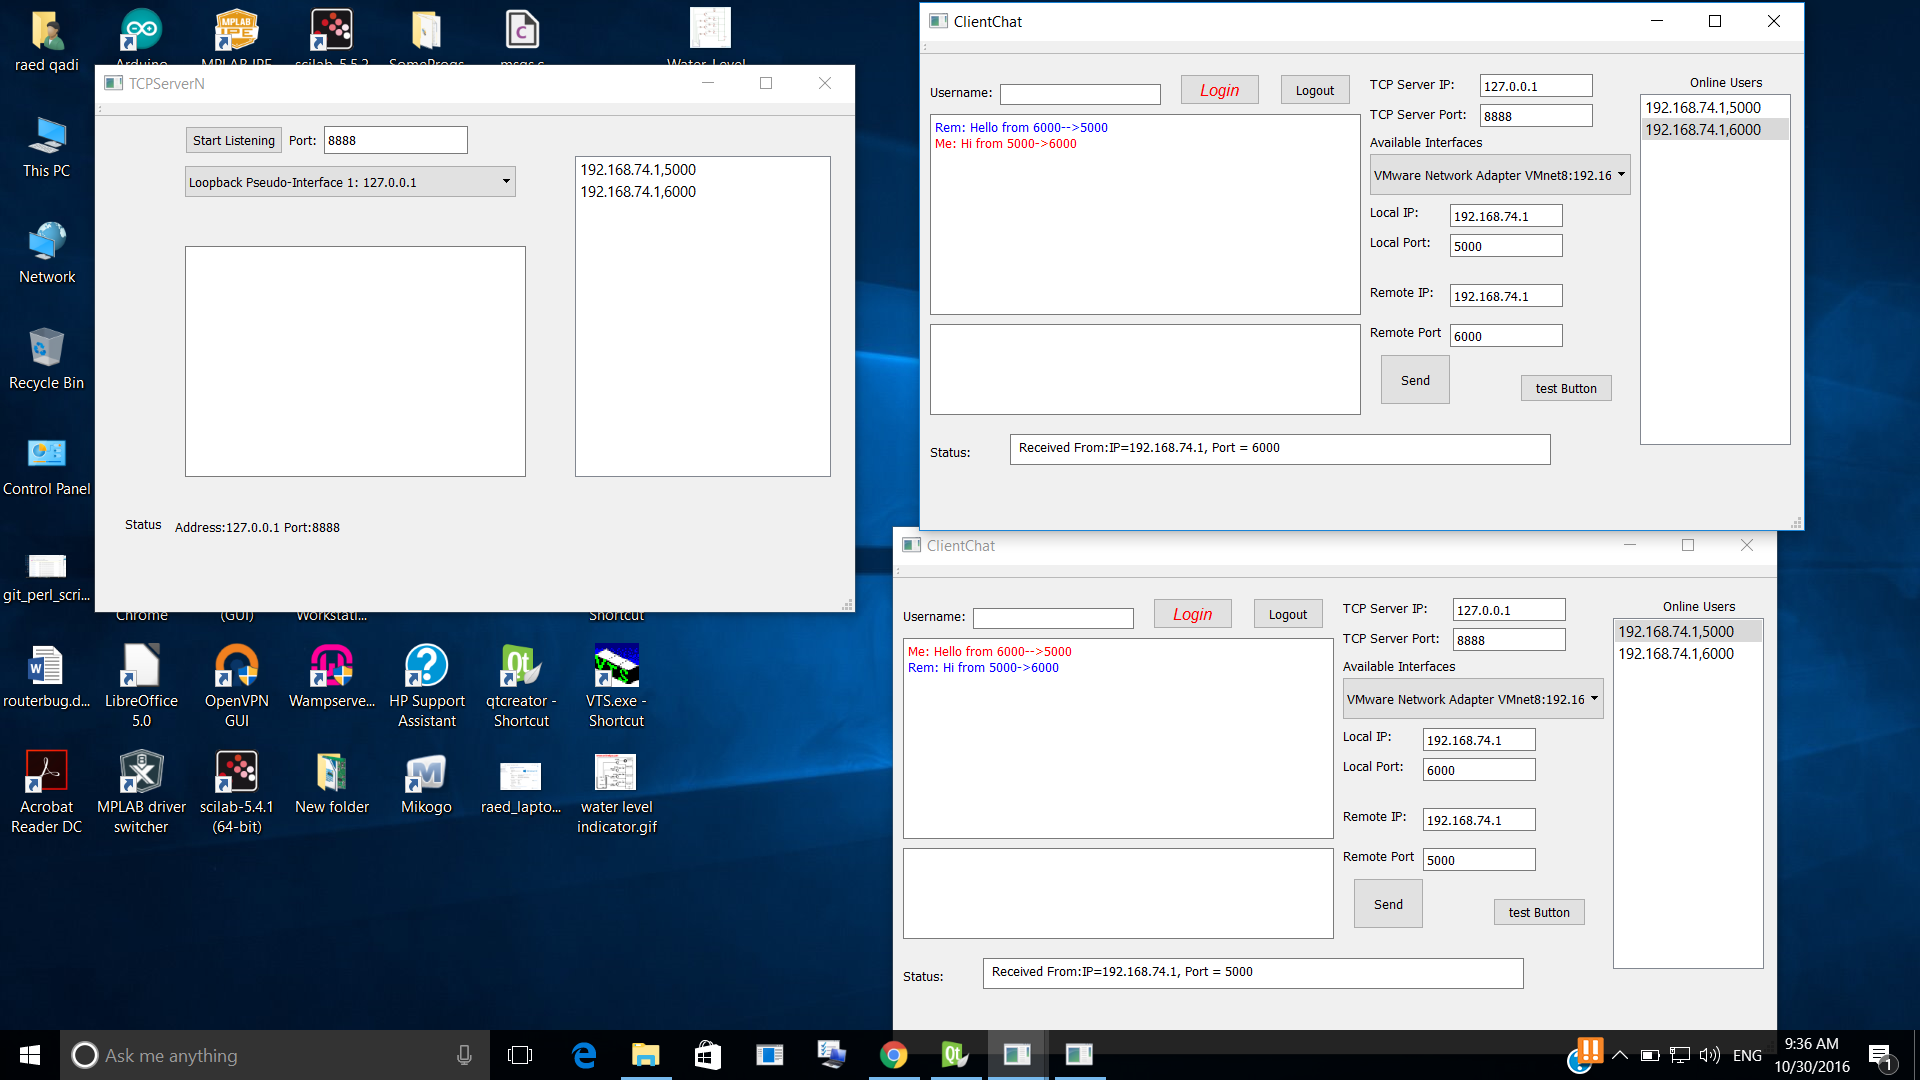 raed qadi
Arduino
MPLAB IPE
scilab-5.5.2
SomeProgs
msgs.c
Water_Level
This PC
Network
Recycle Bin
Control Panel
git_perl_scri...
Chrome
(GUI)
Workstati...
Shortcut
routerbug.d...
LibreOffice
5.0
OpenVPN
GUI
Wampserve...
HP Support
Assistant
qtcreator -
Shortcut
VTS.exe -
Shortcut
Acrobat
Reader DC
MPLAB driver
switcher
scilab-5.4.1
(64-bit)
New folder
Mikogo
raed_lapto...
water level
indicator.gif
TCPServerN
Start Listening
Port:
8888
Loopback Pseudo-Interface 1: 127.0.0.1
192.168.74.1,5000
192.168.74.1,6000
Status
Address:127.0.0.1 Port:8888
ClientChat
Username:
Login
Logout
TCP Server IP:
127.0.0.1
TCP Server Port:
8888
Online Users
192.168.74.1,5000
192.168.74.1,6000
Rem: Hello from 6000-->5000
Me: Hi from 5000->6000
Available Interfaces
VMware Network Adapter VMnet8:192.16
Local IP:
192.168.74.1
Local Port:
5000
Remote IP:
192.168.74.1
Remote Port
6000
Send
test Button
Status:
Received From:IP=192.168.74.1, Port = 6000
ClientChat
Username:
Login
Logout
TCP Server IP:
127.0.0.1
TCP Server Port:
8888
Online Users
192.168.74.1,5000
192.168.74.1,6000
Me: Hello from 6000-->5000
Rem: Hi from 5000->6000
Available Interfaces
VMware Network Adapter VMnet8:192.16
Local IP:
192.168.74.1
Local Port:
6000
Remote IP:
192.168.74.1
Remote Port
5000
Send
test Button
Status:
Received From:IP=192.168.74.1, Port = 5000
Ask me anything
ENG
9:36 AM
10/30/2016
1